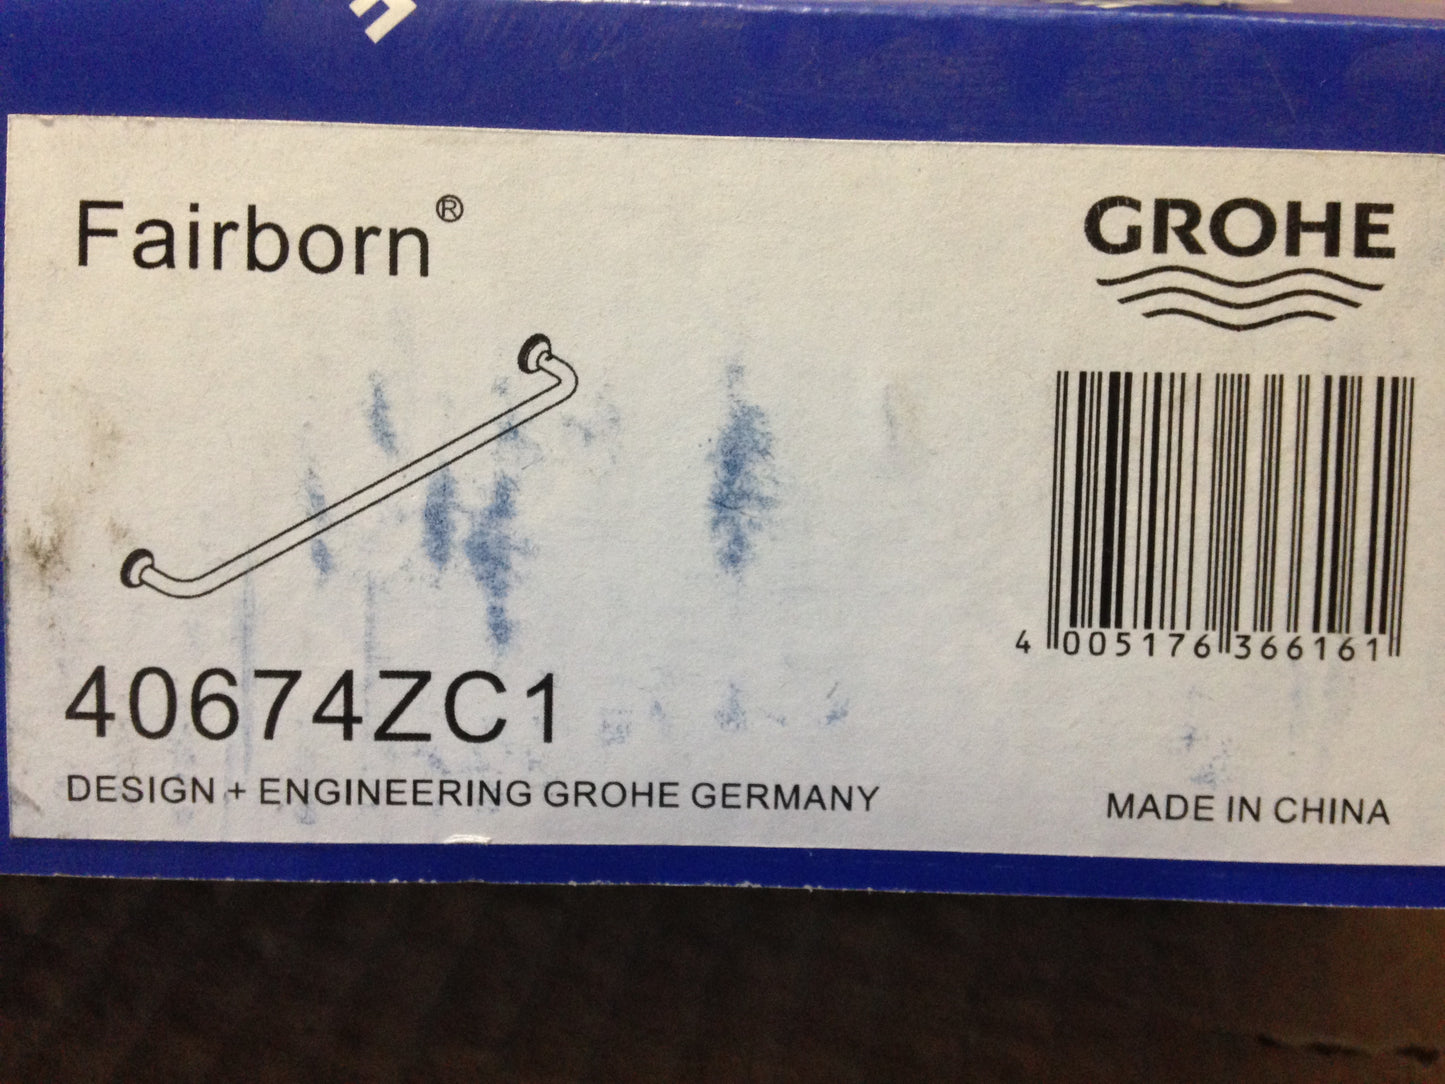 Fairborn®
GROHE
4 005176 366161
40674ZC1
DESIGN + ENGINEERING GROHE GERMANY
MADE IN CHINA